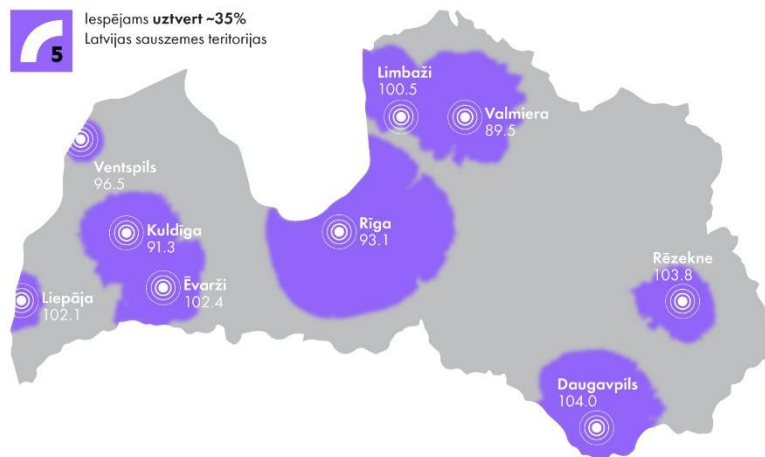 5
Iespējams uztvert ~35%
Latvijas sauszemes teritorijas
Limbaži
100.5
Valmiera
89.5
Ventspils
96.5
Kuldīga
91.3
Rīga
93.1
Rēzekne
103.8
Ēvarži
102.4
Liepāja
102.1
Daugavpils
104.0